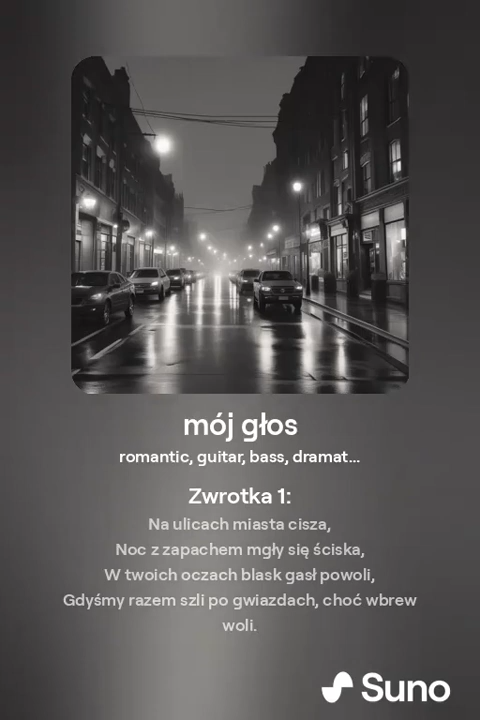 mój głos
romantic, guitar, bass, dramat...
Zwrotka 1:
Na ulicach miasta cisza,
Noc z zapachem mgły się ściska,
W twoich oczach blask gasł powoli,
Gdyśmy razem szli po gwiazdach, choć wbrew
woli.
Suno